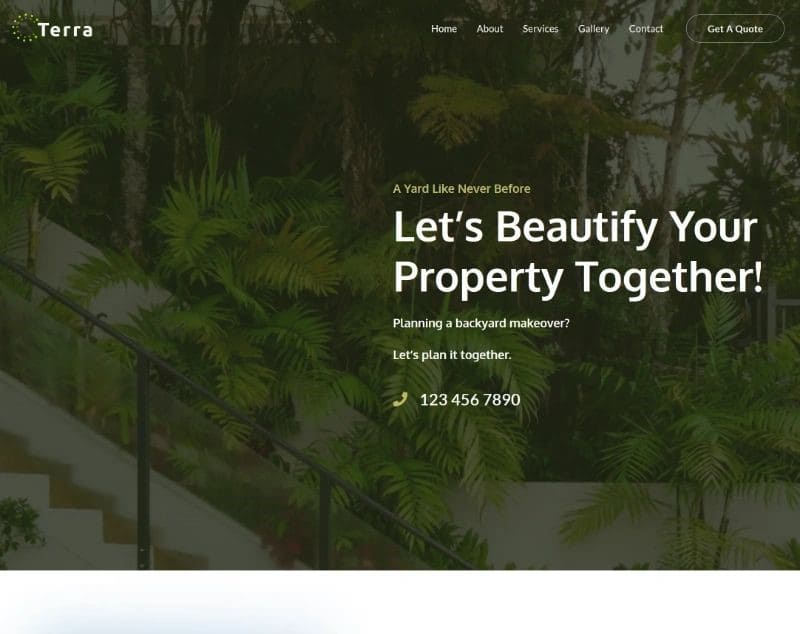 Terra
Home About Services Gallery Contact Get A Quote
A Yard Like Never Before
Let's Beautify Your
Property Together!
Planning a backyard makeover?
Let's plan it together.
123 456 7890